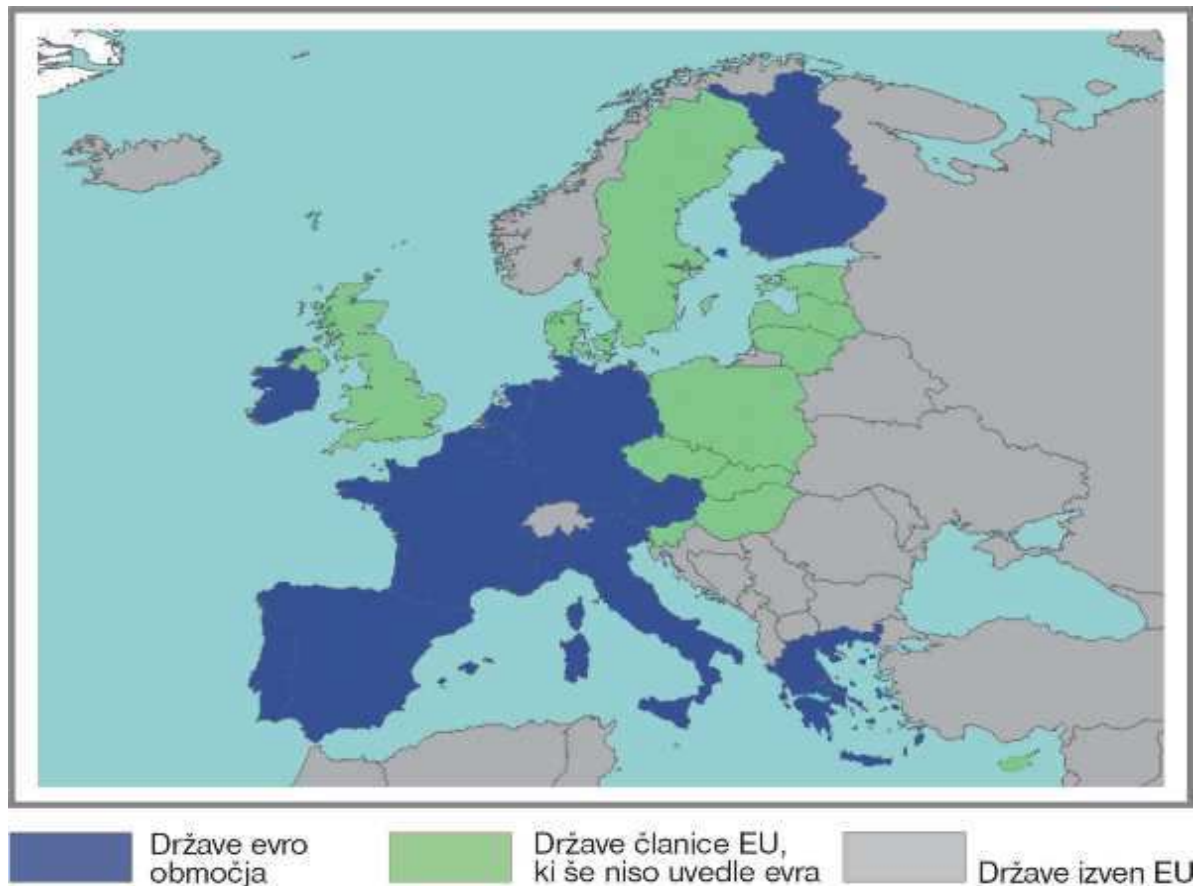 Države evro
območja
Države članice EU,
ki še niso uvedle evra
Države izven EU